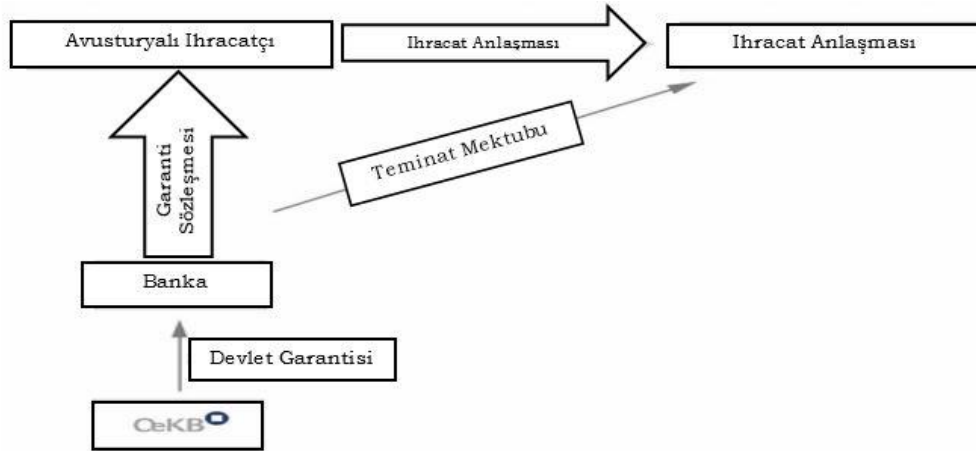 Avusturyalı Ihracatçı
Ihracat Anlaşması
Ihracat Anlaşması
Teminat Mektubu
Garanti
Sözleşmesi
Banka
Devlet Garantisi
OeKB